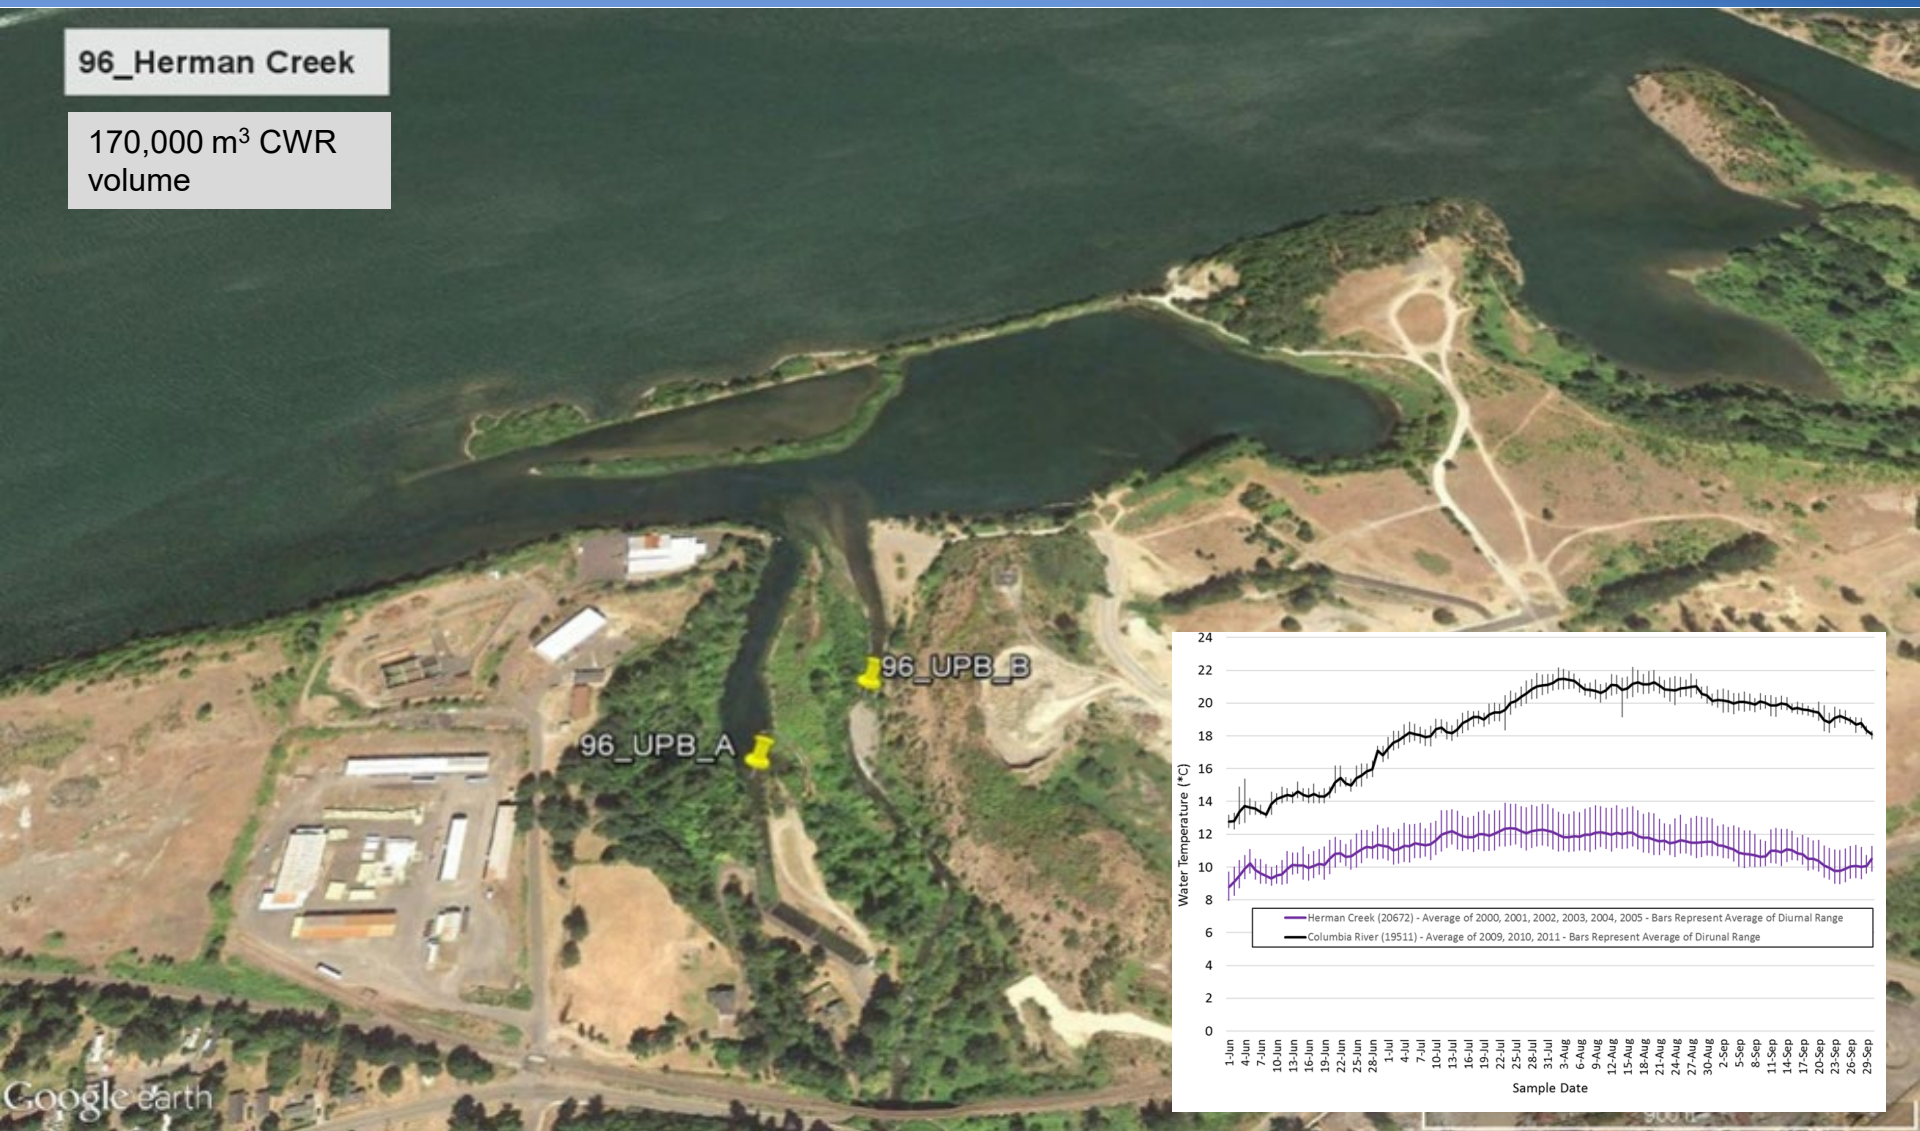 96_Herman Creek
170,000 m³ CWR
volume
96_UPB_B
96_UPB_A
24
22
20
18
16
14
12
10
8
6
4
2
0
Water Temperature (*C)
Herman Creek (20672) - Average of 2000, 2001, 2002, 2003, 2004, 2005 - Bars Represent Average of Diurnal Range
Columbia River (19511) - Average of 2009, 2010, 2011 - Bars Represent Average of Dirunal Range
1-Jun
4-Jun
7-Jun
10-Jun
13-Jun
16-Jun
19-Jun
22-Jun
25-Jun
28-Jun
1-Jul
4-Jul
7-Jul
10-Jul
13-Jul
16-Jul
19-Jul
22-Jul
25-Jul
28-Jul
31-Jul
3-Aug
6-Aug
9-Aug
12-Aug
15-Aug
18-Aug
21-Aug
24-Aug
27-Aug
30-Aug
2-Sep
5-Sep
8-Sep
11-Sep
14-Sep
17-Sep
20-Sep
23-Sep
26-Sep
29-Sep
Sample Date
Google earth